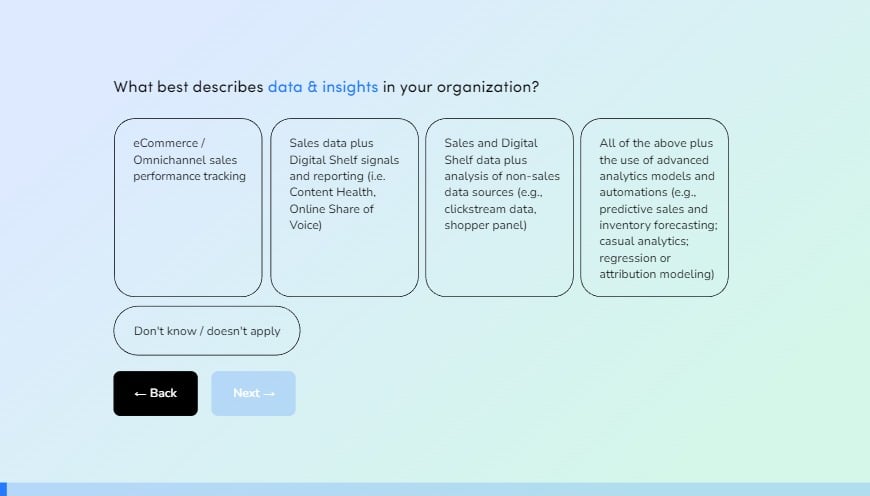 What best describes data & insights in your organization?
eCommerce /
Omnichannel sales
performance tracking
Sales data plus
Digital Shelf signals
and reporting (i.e.
Content Health,
Online Share of
Voice)
Sales and Digital
Shelf data plus
analysis of non-sales
data sources (e.g.,
clickstream data,
shopper panel)
All of the above plus
the use of advanced
analytics models and
automations (e.g.,
predictive sales and
inventory forecasting;
casual analytics;
regression or
attribution modeling)
Don't know / doesn't apply
← Back
Next →